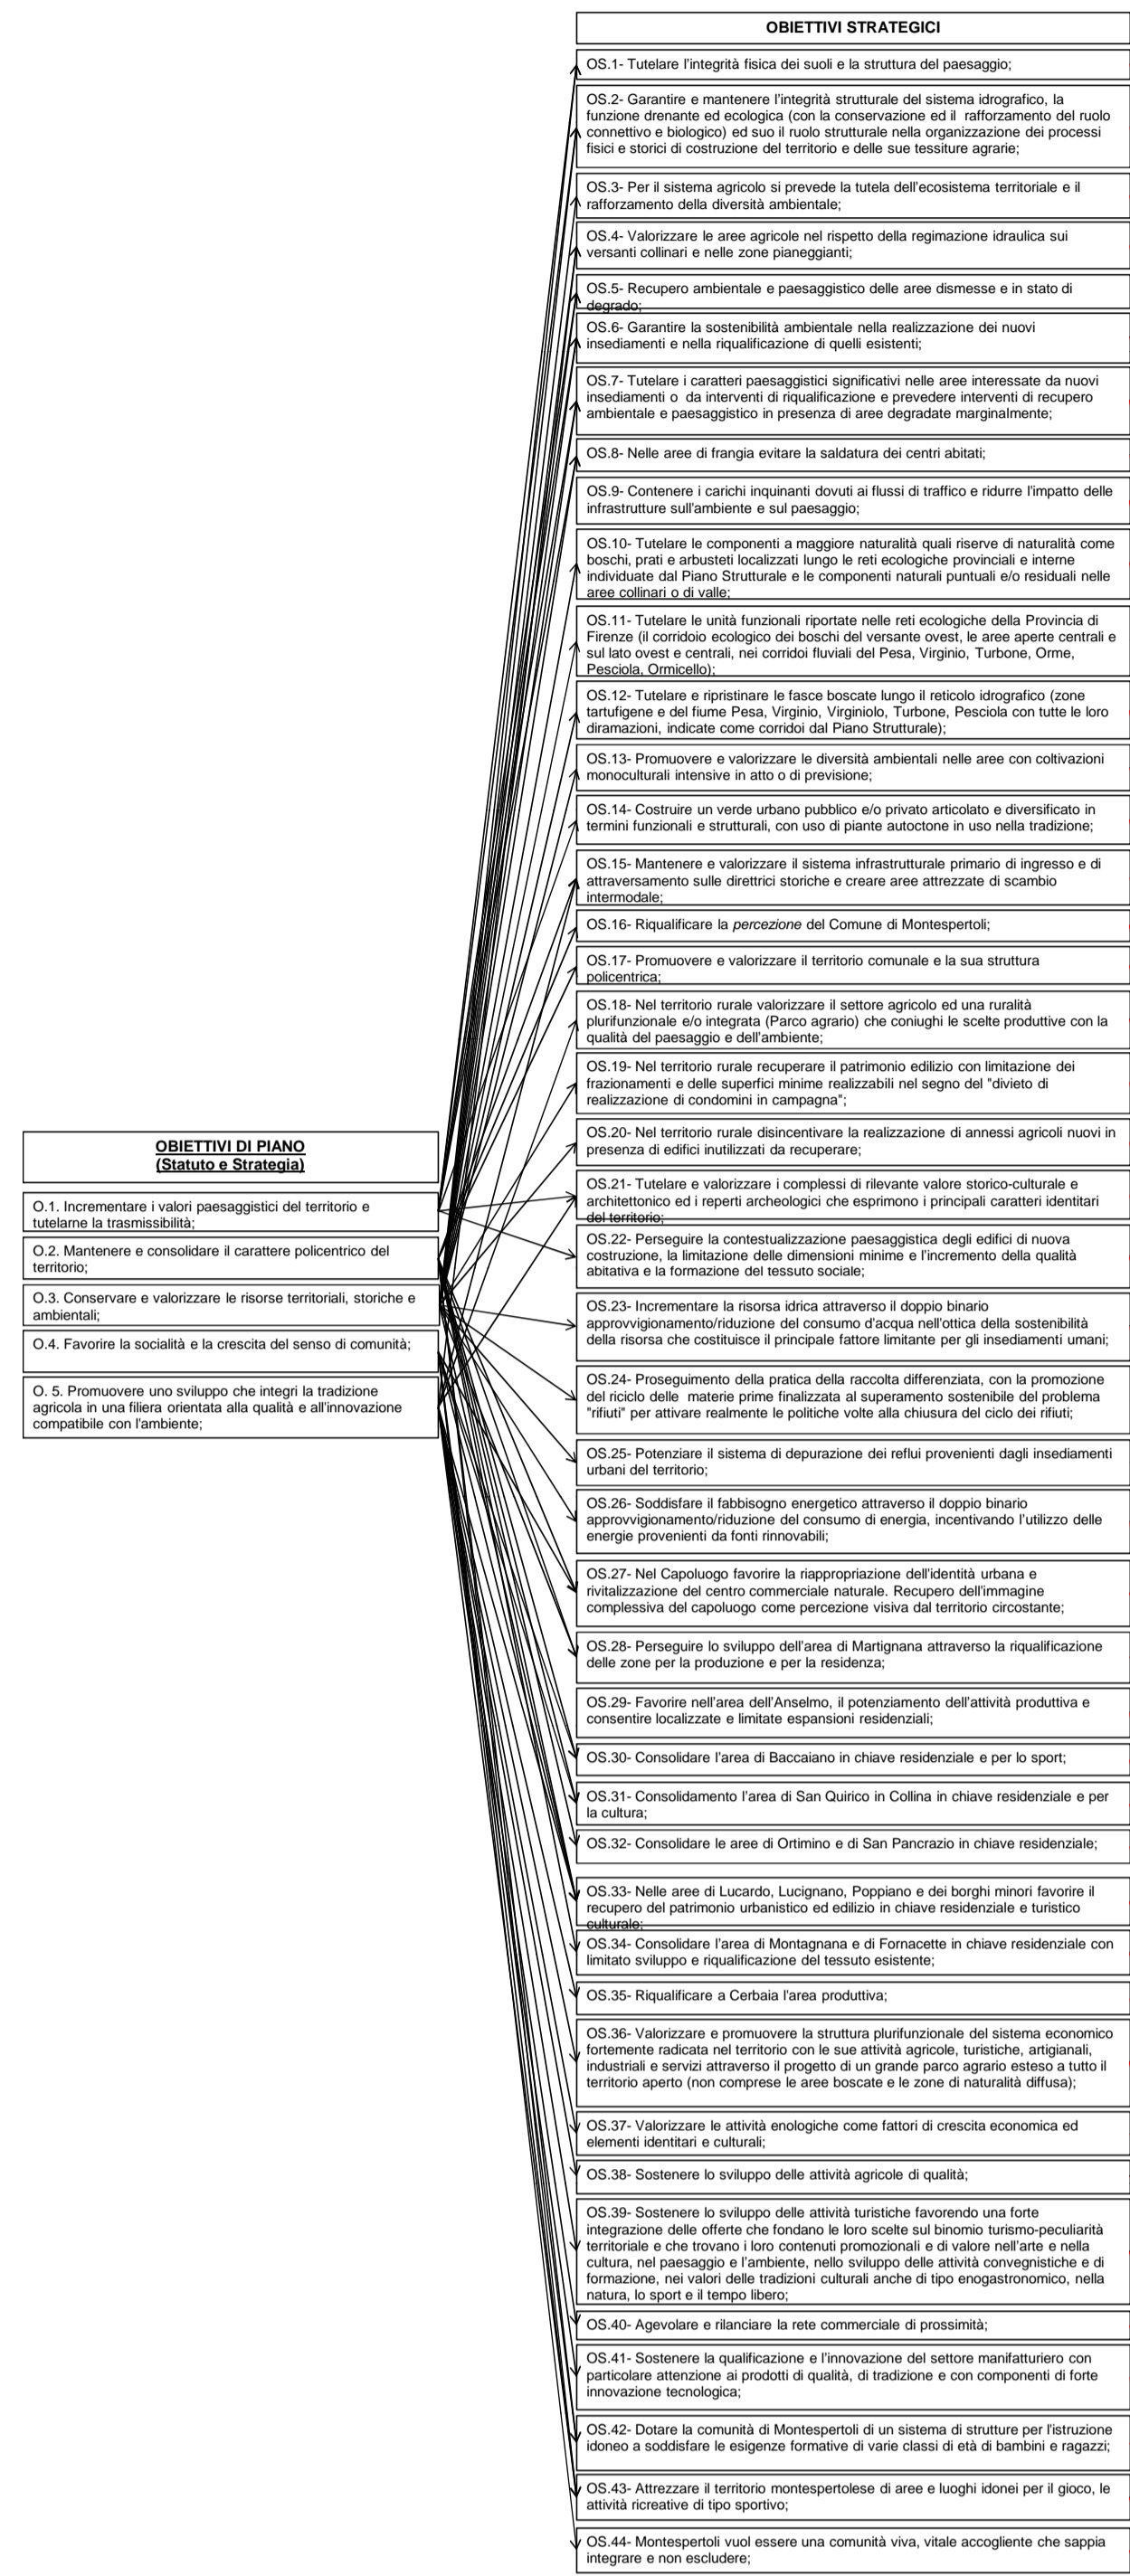 OBIETTIVI STRATEGICI
OS.1- Tutelare l'integrità fisica dei suoli e la struttura del paesaggio;
OS.2- Garantire e mantenere l'integrità strutturale del sistema idrografico, la
funzione drenante ed ecologica (con la conservazione ed il rafforzamento del ruolo
connettivo e biologico) ed suo il ruolo strutturale nella organizzazione dei processi
fisici e storici di costruzione del territorio e delle sue tessiture agrarie;
OS.3- Per il sistema agricolo si prevede la tutela dell'ecosistema territoriale e il
rafforzamento della diversità ambientale;
OS.4- Valorizzare le aree agricole nel rispetto della regimazione idraulica sui
versanti collinari e nelle zone pianeggianti;
OS.5- Recupero ambientale e paesaggistico delle aree dismesse e in stato di
degrado;
OS.6- Garantire la sostenibilità ambientale nella realizzazione dei nuovi
insediamenti e nella riqualificazione di quelli esistenti;
OS.7- Tutelare i caratteri paesaggistici significativi nelle aree interessate da nuovi
insediamenti o da interventi di riqualificazione e prevedere interventi di recupero
ambientale e paesaggistico in presenza di aree degradate marginalmente;
OS.8- Nelle aree di frangia evitare la saldatura dei centri abitati;
OS.9- Contenere i carichi inquinanti dovuti ai flussi di traffico e ridurre l'impatto delle
infrastrutture sull'ambiente e sul paesaggio;
OS.10- Tutelare le componenti a maggiore naturalità quali riserve di naturalità come
boschi, prati e arbusteti localizzati lungo le reti ecologiche provinciali e interne
individuate dal Piano Strutturale e le componenti naturali puntuali e/o residuali nelle
aree collinari o di valle;
OS.11- Tutelare le unità funzionali riportate nelle reti ecologiche della Provincia di
Firenze (il corridoio ecologico dei boschi del versante ovest, le aree aperte centrali e
sul lato ovest e centrali, nei corridoi fluviali del Pesa, Virginio, Turbone, Orme,
Pesciola, Ormicello);
OS.12- Tutelare e ripristinare le fasce boscate lungo il reticolo idrografico (zone
tartufigene e del fiume Pesa, Virginio, Virginiolo, Turbone, Pesciola con tutte le loro
diramazioni, indicate come corridoi dal Piano Strutturale);
OS.13- Promuovere e valorizzare le diversità ambientali nelle aree con coltivazioni
monoculturali intensive in atto o di previsione;
OS.14- Costruire un verde urbano pubblico e/o privato articolato e diversificato in
termini funzionali e strutturali, con uso di piante autoctone in uso nella tradizione;
OS.15- Mantenere e valorizzare il sistema infrastrutturale primario di ingresso e di
attraversamento sulle direttrici storiche e creare aree attrezzate di scambio
intermodale;
OS.16- Riqualificare la percezione del Comune di Montespertoli;
OS.17- Promuovere e valorizzare il territorio comunale e la sua struttura
policentrica;
OS.18- Nel territorio rurale valorizzare il settore agricolo ed una ruralità
plurifunzionale e/o integrata (Parco agrario) che coniughi le scelte produttive con la
qualità del paesaggio e dell'ambiente;
OS.19- Nel territorio rurale recuperare il patrimonio edilizio con limitazione dei
frazionamenti e delle superfici minime realizzabili nel segno del "divieto di
realizzazione di condomini in campagna";
OS.20- Nel territorio rurale disincentivare la realizzazione di annessi agricoli nuovi in
presenza di edifici inutilizzati da recuperare;
OS.21- Tutelare e valorizzare i complessi di rilevante valore storico-culturale e
architettonico ed i reperti archeologici che esprimono i principali caratteri identitari
del territorio;
OS.22- Perseguire la contestualizzazione paesaggistica degli edifici di nuova
costruzione, la limitazione delle dimensioni minime e l'incremento della qualità
abitativa e la formazione del tessuto sociale;
OS.23- Incrementare la risorsa idrica attraverso il doppio binario
approvvigionamento/riduzione del consumo d'acqua nell'ottica della sostenibilità
della risorsa che costituisce il principale fattore limitante per gli insediamenti umani;
OS.24- Proseguimento della pratica della raccolta differenziata, con la promozione
del riciclo delle materie prime finalizzata al superamento sostenibile del problema
"rifiuti" per attivare realmente le politiche volte alla chiusura del ciclo dei rifiuti;
OS.25- Potenziare il sistema di depurazione dei reflui provenienti dagli insediamenti
urbani del territorio;
OS.26- Soddisfare il fabbisogno energetico attraverso il doppio binario
approvvigionamento/riduzione del consumo di energia, incentivando l'utilizzo delle
energie provenienti da fonti rinnovabili;
OS.27- Nel Capoluogo favorire la riappropriazione dell'identità urbana e
rivitalizzazione del centro commerciale naturale. Recupero dell'immagine
complessiva del capoluogo come percezione visiva dal territorio circostante;
OS.28- Perseguire lo sviluppo dell'area di Martignana attraverso la riqualificazione
delle zone per la produzione e per la residenza;
OS.29- Favorire nell'area dell'Anselmo, il potenziamento dell'attività produttiva e
consentire localizzate e limitate espansioni residenziali;
OS.30- Consolidare l'area di Baccaiano in chiave residenziale e per lo sport;
OS.31- Consolidamento l'area di San Quirico in Collina in chiave residenziale e per
la cultura;
OS.32- Consolidare le aree di Ortimino e di San Pancrazio in chiave residenziale;
OS.33- Nelle aree di Lucardo, Lucignano, Poppiano e dei borghi minori favorire il
recupero del patrimonio urbanistico ed edilizio in chiave residenziale e turistico
culturale;
OS.34- Consolidare l'area di Montagnana e di Fornacette in chiave residenziale con
limitato sviluppo e riqualificazione del tessuto esistente;
OS.35- Riqualificare a Cerbaia l'area produttiva;
OS.36- Valorizzare e promuovere la struttura plurifunzionale del sistema economico
fortemente radicata nel territorio con le sue attività agricole, turistiche, artigianali,
industriali e servizi attraverso il progetto di un grande parco agrario esteso a tutto il
territorio aperto (non comprese le aree boscate e le zone di naturalità diffusa);
OS.37- Valorizzare le attività enologiche come fattori di crescita economica ed
elementi identitari e culturali;
OS.38- Sostenere lo sviluppo delle attività agricole di qualità;
OS.39- Sostenere lo sviluppo delle attività turistiche favorendo una forte
integrazione delle offerte che fondano le loro scelte sul binomio turismo-peculiarità
territoriale e che trovano i loro contenuti promozionali e di valore nell'arte e nella
cultura, nel paesaggio e l'ambiente, nello sviluppo delle attività convegnistiche e di
formazione, nei valori delle tradizioni culturali anche di tipo enogastronomico, nella
natura, lo sport e il tempo libero;
OS.40- Agevolare e rilanciare la rete commerciale di prossimità;
OS.41- Sostenere la qualificazione e l'innovazione del settore manifatturiero con
particolare attenzione ai prodotti di qualità, di tradizione e con componenti di forte
innovazione tecnologica;
OS.42- Dotare la comunità di Montespertoli di un sistema di strutture per l'istruzione
idoneo a soddisfare le esigenze formative di varie classi di età di bambini e ragazzi;
OS.43- Attrezzare il territorio montespertolese di aree e luoghi idonei per il gioco, le
attività ricreative di tipo sportivo;
OS.44- Montespertoli vuol essere una comunità viva, vitale accogliente che sappia
integrare e non escludere;
OBIETTIVI DI PIANO
(Statuto e Strategia)
O.1. Incrementare i valori paesaggistici del territorio e
tutelarne la trasmissibilità;
O.2. Mantenere e consolidare il carattere policentrico del
territorio;
O.3. Conservare e valorizzare le risorse territoriali, storiche e
ambientali;
O.4. Favorire la socialità e la crescita del senso di comunità;
O. 5. Promuovere uno sviluppo che integri la tradizione
agricola in una filiera orientata alla qualità e all'innovazione
compatibile con l'ambiente;